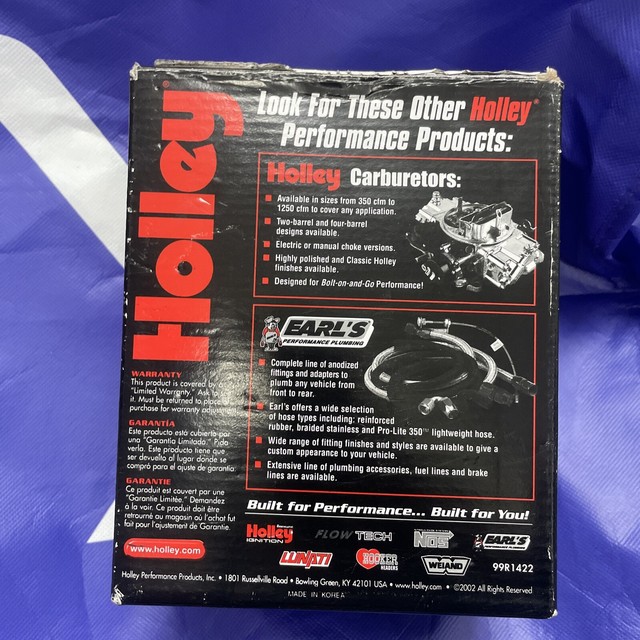 Holley
Look For These Other Holley®
Performance Products:
Holley Carburetors:
Available in sizes from 350 cfm to
1250 cfm to cover any application.
Two-barrel and four-barrel
designs available.
Electric or manual choke versions.
Highly polished and Classic Holley
finishes available.
Designed for Bolt-on-and-Go Performance!
EARL'S
PERFORMANCE PLUMBING
Complete line of anodized
fittings and adapters to
plumb any vehicle from
front to rear.
Earl's offers a wide selection
of hose types including: reinforced
rubber, braided stainless and Pro-Lite 350™ lightweight hose.
Wide range of fitting finishes and styles are available to give a
custom appearance to your vehicle.
Extensive line of plumbing accessories, fuel lines and brake
lines are available.
WARRANTY
This product is covered by a
"Limited Warranty." Ask to
it. Must be returned to place
purchase for warranty adjustment.
GARANTÍA
Este producto está cubierto por
una "Garantía Limitada." Pida
verla. Este producto tiene que
ser devuelto al lugar donde se
compró para el ajuste de garantía.
GARANTIE
Ce produit est couvert par une
"Garantie Limitée." Demandez
à la voir. Ce produit doit être
retourné au magasin où l'achat fut
fait pour l'ajustement de Garantie.
www.holley.com
Built for Performance... Built for You!
Holley
IGNITION
FLOWTECH
NOS
EARL'S
PERFORMANCE PLUMBING
LUNATI
HOOKER
HEADERS
WEIAND
99R1422
Holley Performance Products, Inc. • 1801 Russellville Road • Bowling Green, KY 42101 USA • www.holley.com • ©2002 All Rights Reserved
MADE IN KOREA